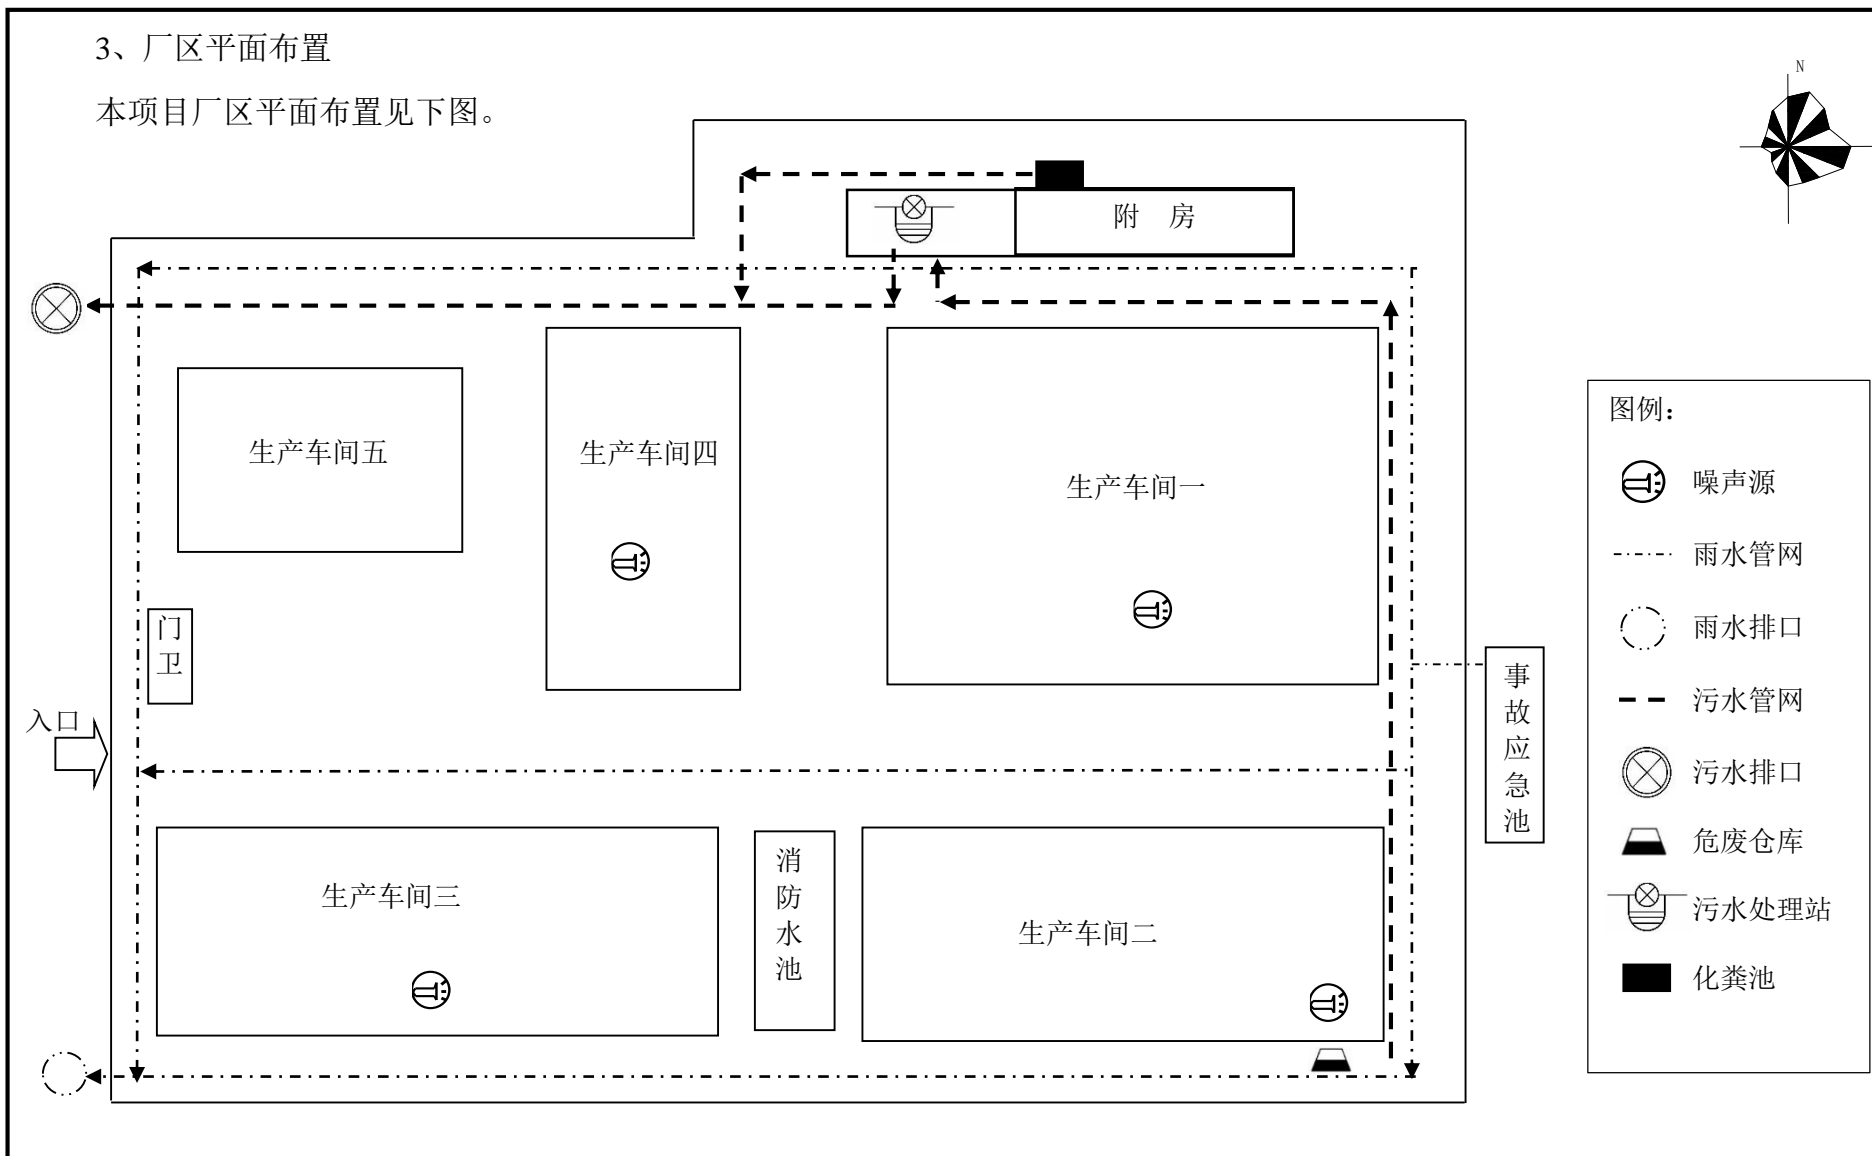 3、厂区平面布置
本项目厂区平面布置见下图。
N
附 房
生产车间五
生产车间四
生产车间一
门卫
入口
事故应急池
生产车间三
消防水池
生产车间二
图例：
噪声源
雨水管网
雨水排口
污水管网
污水排口
危废仓库
污水处理站
化粪池